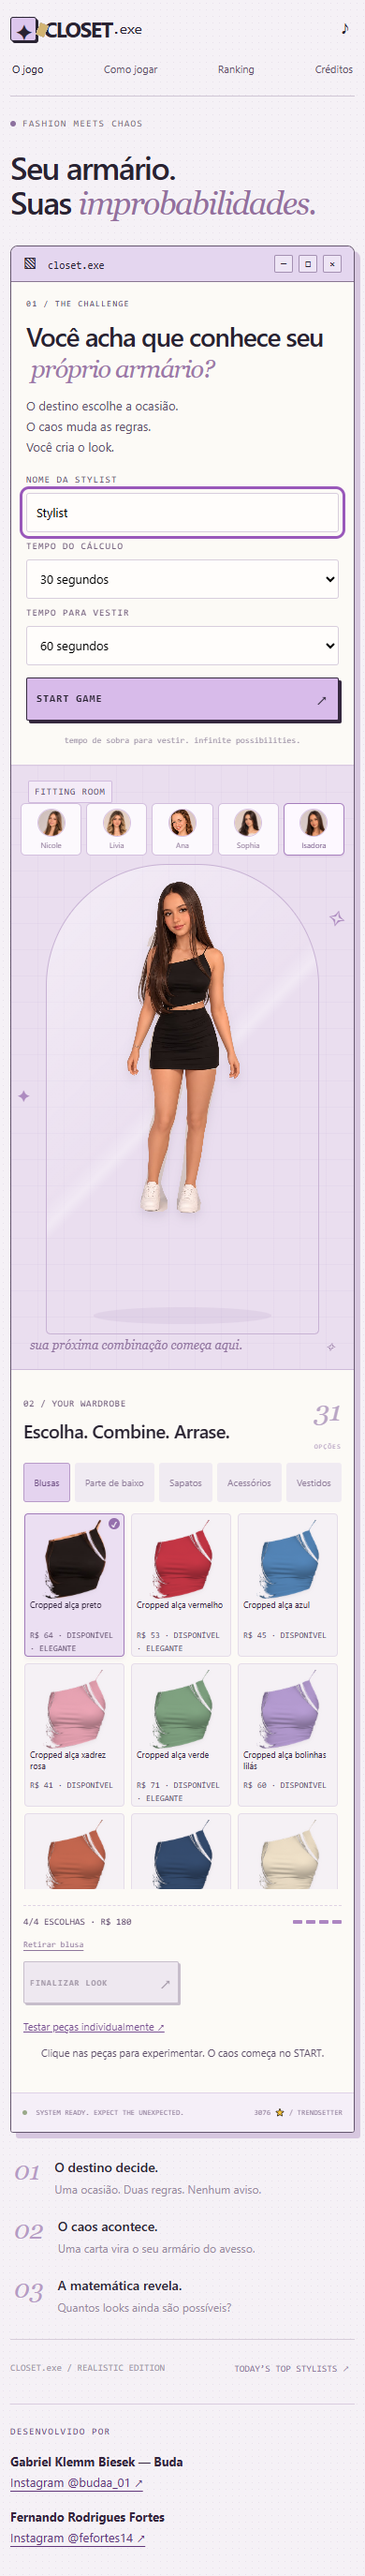 CLOSET.exe
O jogo
Como jogar
Ranking
Créditos
FASHION MEETS CHAOS
Seu armário.
Suas improbabilidades.
closet.exe
01 / THE CHALLENGE
Você acha que conhece seu
próprio armário?
O destino escolhe a ocasião.
O caos muda as regras.
Você cria o look.
NOME DA STYLIST
Stylist
TEMPO DO CÁLCULO
30 segundos
TEMPO PARA VESTIR
60 segundos
START GAME ↗
tempo de sobra para vestir. infinite possibilities.
FITTING ROOM
Nicole
Livia
Ana
Sophia
Isadora
sua próxima combinação começa aqui.
02 / YOUR WARDROBE
Escolha. Combine. Arrase.
31
OPÇÕES
Blusas
Parte de baixo
Sapatos
Acessórios
Vestidos
Cropped alça preto
R$ 64 · DISPONÍVEL
· ELEGANTE
Cropped alça vermelho
R$ 53 · DISPONÍVEL
· ELEGANTE
Cropped alça azul
R$ 45 · DISPONÍVEL
Cropped alça xadrez
rosa
R$ 41 · DISPONÍVEL
Cropped alça verde
R$ 71 · DISPONÍVEL
· ELEGANTE
Cropped alça bolinhas
lilás
R$ 60 · DISPONÍVEL
4/4 ESCOLHAS · R$ 180
Retirar blusa
FINALIZAR LOOK ↗
Testar peças individualmente ↗
Clique nas peças para experimentar. O caos começa no START.
SYSTEM READY. EXPECT THE UNEXPECTED.
3076 ⭐ / TRENDSETTER
01
O destino decide.
Uma ocasião. Duas regras. Nenhum aviso.
02
O caos acontece.
Uma carta vira o seu armário do avesso.
03
A matemática revela.
Quantos looks ainda são possíveis?
CLOSET.exe / REALISTIC EDITION
TODAY'S TOP STYLISTS ↗
DESENVOLVIDO POR
Gabriel Klemm Biesek — Buda
Instagram @budaa_01 ↗
Fernando Rodrigues Fortes
Instagram @fefortes14 ↗